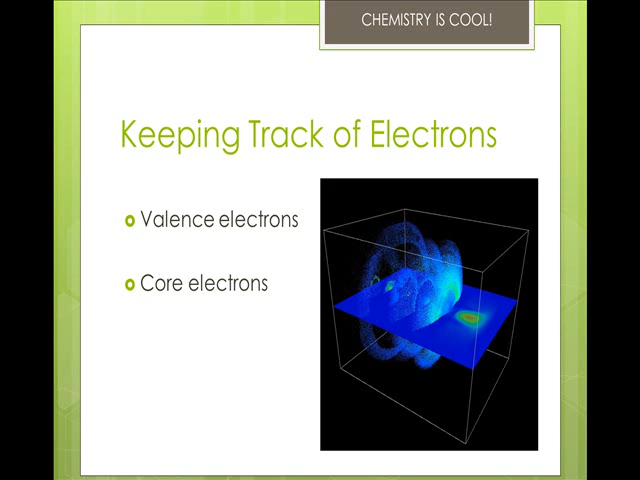 CHEMISTRY IS COOL!
Keeping Track of Electrons
Valence electrons
Core electrons